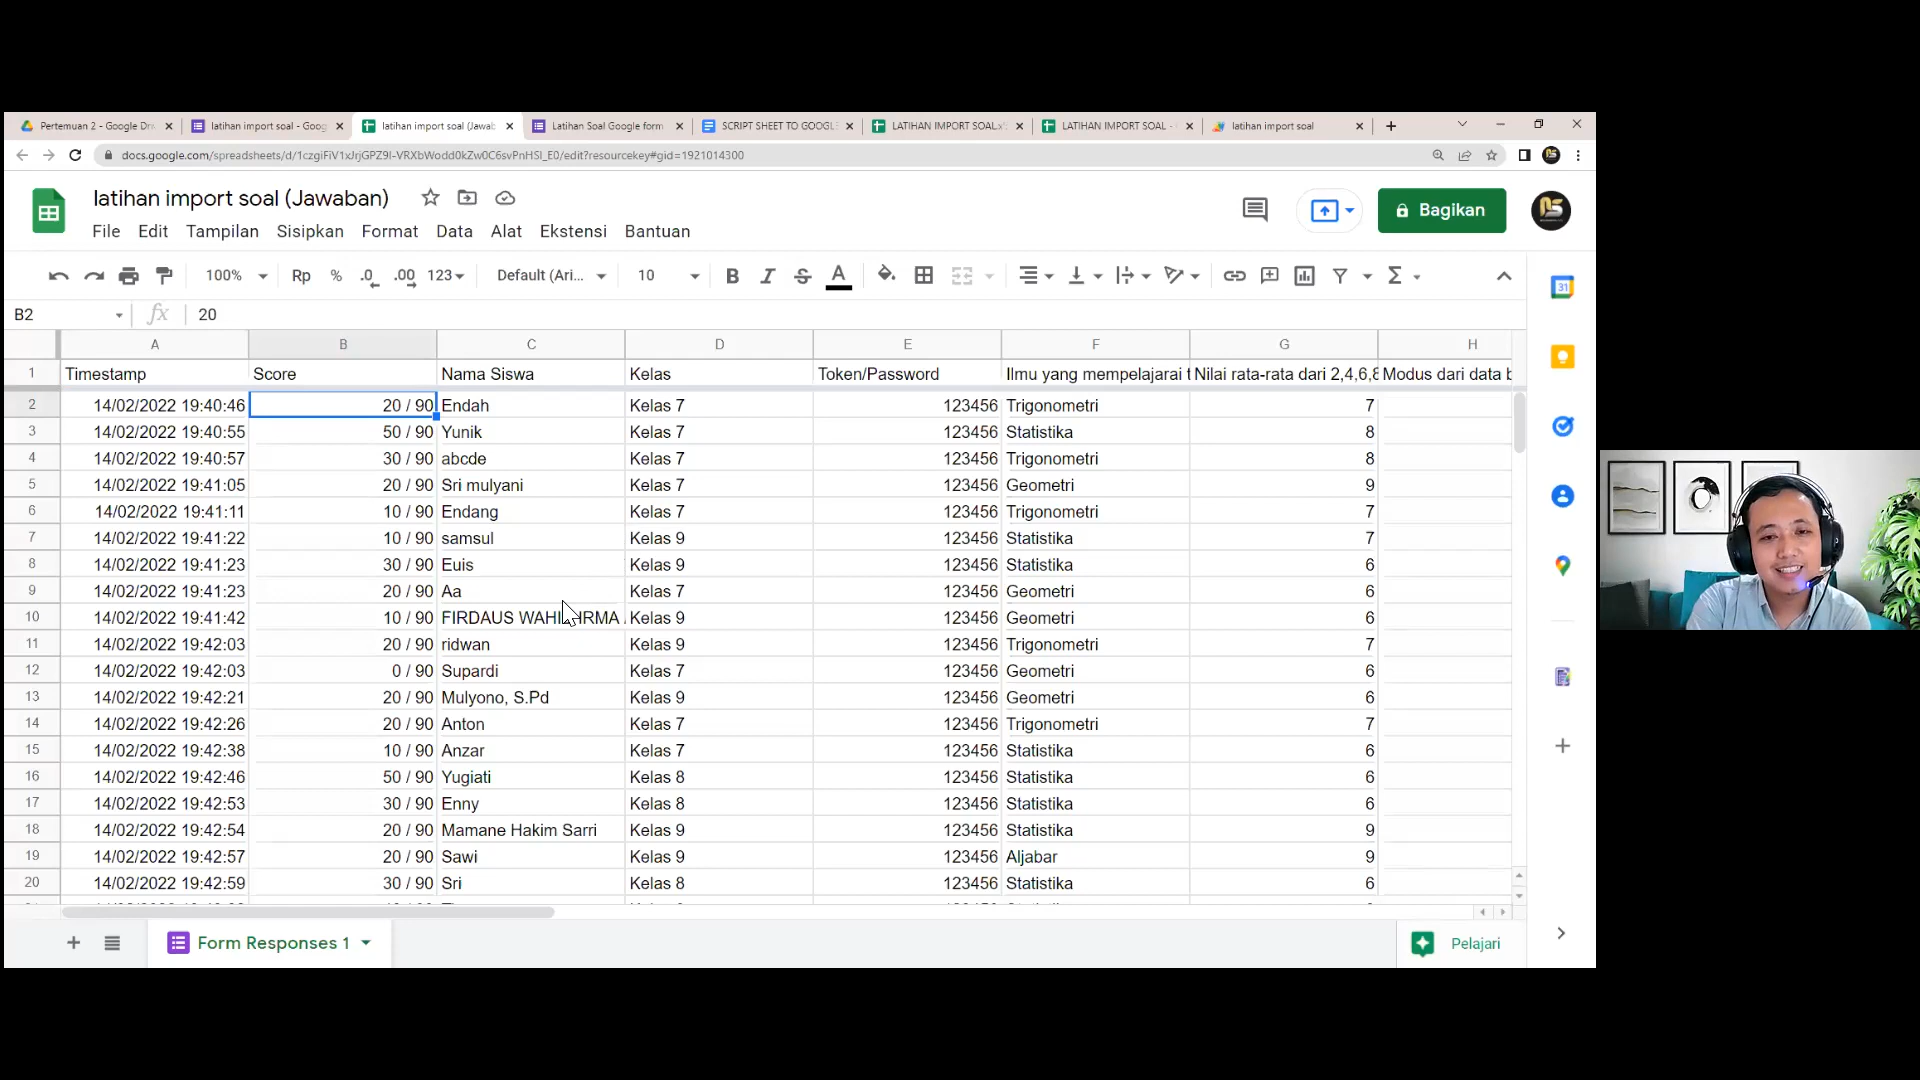 Pertemuan 2 - Google Dri
latihan import soal - Goog
latihan import soal (Jawab
Latihan Soal Google form
SCRIPT SHEET TO GOOGLE
LATIHAN IMPORT SOAL.x
LATIHAN IMPORT SOAL -
latihan import soal
docs.google.com/spreadsheets/d/1czgiFiV1xJrjGPZ9I-VRXbWodd0kZw0C6svPnHSI_E0/edit?resourcekey#gid=1921014300
latihan import soal (Jawaban)
File Edit Tampilan Sisipkan Format Data Alat Ekstensi Bantuan
Bagikan
100% Rp % .0 .00 123 Default (Ari... 10 B I S A
B2 fx 20
A B C D E F G H
1 Timestamp Score Nama Siswa Kelas Token/Password Ilmu yang mempelajarai t Nilai rata-rata dari 2,4,6,8 Modus dari data b
2 14/02/2022 19:40:46 20 / 90 Endah Kelas 7 123456 Trigonometri 7
3 14/02/2022 19:40:55 50 / 90 Yunik Kelas 7 123456 Statistika 8
4 14/02/2022 19:40:57 30 / 90 abcde Kelas 7 123456 Trigonometri 8
5 14/02/2022 19:41:05 20 / 90 Sri mulyani Kelas 7 123456 Geometri 9
6 14/02/2022 19:41:11 10 / 90 Endang Kelas 7 123456 Trigonometri 7
7 14/02/2022 19:41:22 10 / 90 samsul Kelas 9 123456 Statistika 7
8 14/02/2022 19:41:23 30 / 90 Euis Kelas 9 123456 Statistika 6
9 14/02/2022 19:41:23 20 / 90 Aa Kelas 7 123456 Geometri 6
10 14/02/2022 19:41:42 10 / 90 FIRDAUS Kelas 9 123456 Geometri 6
11 14/02/2022 19:42:03 20 / 90 ridwan Kelas 9 123456 Trigonometri 7
12 14/02/2022 19:42:03 0 / 90 Supardi Kelas 7 123456 Geometri 6
13 14/02/2022 19:42:21 20 / 90 Mulyono, S.Pd Kelas 9 123456 Geometri 6
14 14/02/2022 19:42:26 20 / 90 Anton Kelas 7 123456 Trigonometri 7
15 14/02/2022 19:42:38 10 / 90 Anzar Kelas 7 123456 Statistika 6
16 14/02/2022 19:42:46 50 / 90 Yugiati Kelas 8 123456 Statistika 6
17 14/02/2022 19:42:53 30 / 90 Enny Kelas 8 123456 Statistika 6
18 14/02/2022 19:42:54 20 / 90 Mamane Hakim Sarri Kelas 9 123456 Statistika 9
19 14/02/2022 19:42:57 20 / 90 Sawi Kelas 9 123456 Aljabar 9
20 14/02/2022 19:42:59 30 / 90 Sri Kelas 8 123456 Statistika 6
Form Responses 1
Pelajari
31